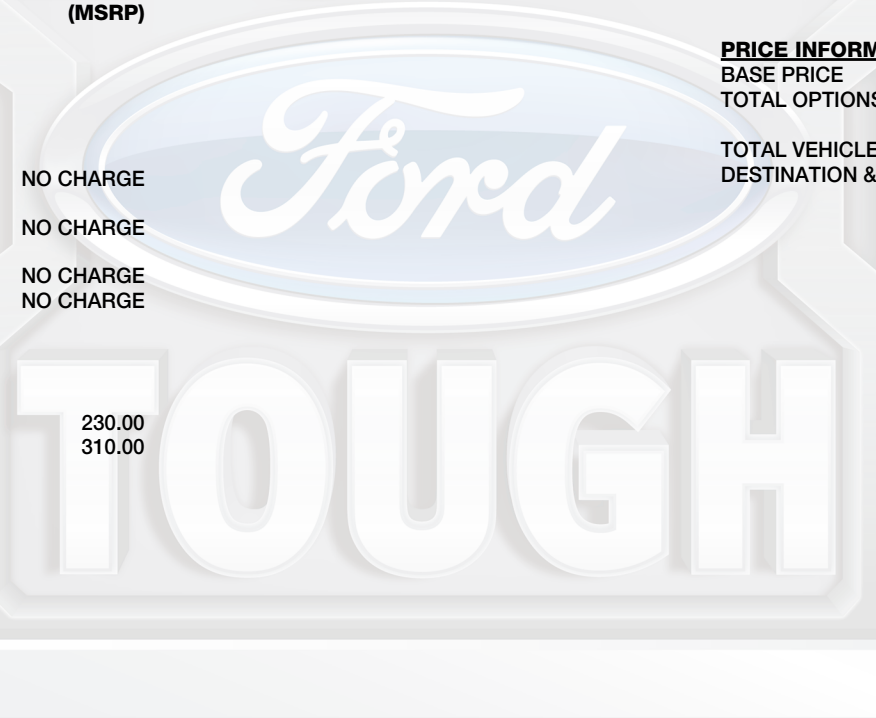 (MSRP)
NO CHARGE
NO CHARGE
NO CHARGE
NO CHARGE
230.00
310.00
PRICE INFORM
BASE PRICE
TOTAL OPTIONS
TOTAL VEHICLE
DESTINATION &
Ford
TOUGH